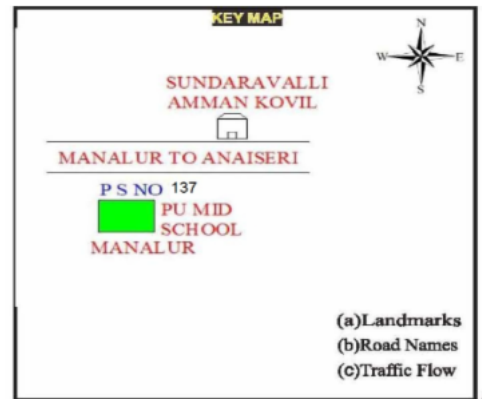 KEY MAP
N
W E
S
SUNDARAVALLI
AMMAN KOVIL
MANALUR TO ANAISERI
P S NO 137
PU MID
SCHOOL
MANALUR
(a)Landmarks
(b)Road Names
(c)Traffic Flow